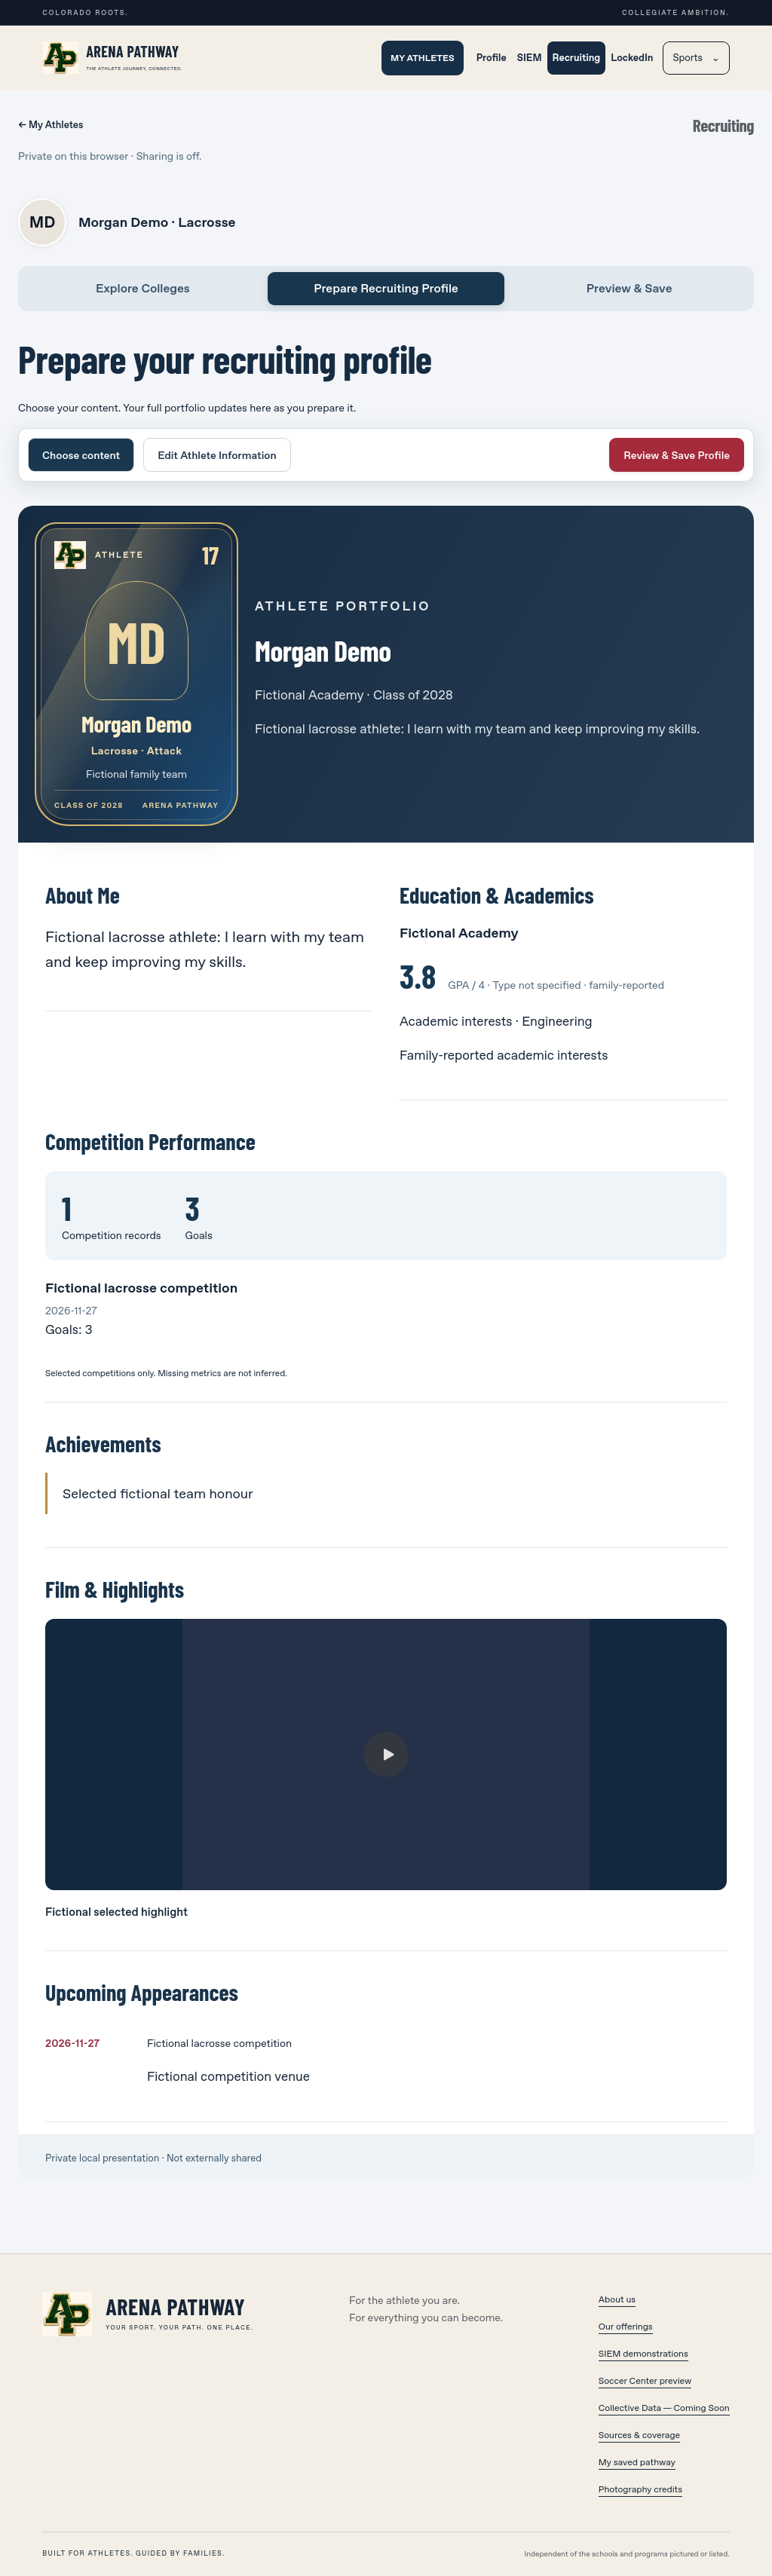 COLORADO ROOTS.
COLLEGIATE AMBITION.
AP
ARENA PATHWAY
THE ATHLETE JOURNEY, CONNECTED.
MY ATHLETES
Profile
SIEM
Recruiting
LockedIn
Sports
← My Athletes
Recruiting
Private on this browser · Sharing is off.
MD
Morgan Demo · Lacrosse
Explore Colleges
Prepare Recruiting Profile
Preview & Save
Prepare your recruiting profile
Choose your content. Your full portfolio updates here as you prepare it.
Choose content
Edit Athlete Information
Review & Save Profile
AP
ATHLETE
17
MD
Morgan Demo
Lacrosse · Attack
Fictional family team
CLASS OF 2028
ARENA PATHWAY
ATHLETE PORTFOLIO
Morgan Demo
Fictional Academy · Class of 2028
Fictional lacrosse athlete: I learn with my team and keep improving my skills.
About Me
Fictional lacrosse athlete: I learn with my team
and keep improving my skills.
Education & Academics
Fictional Academy
3.8 GPA / 4 · Type not specified · family-reported
Academic interests · Engineering
Family-reported academic interests
Competition Performance
1
Competition records
3
Goals
Fictional lacrosse competition
2026-11-27
Goals: 3
Selected competitions only. Missing metrics are not inferred.
Achievements
Selected fictional team honour
Film & Highlights
Fictional selected highlight
Upcoming Appearances
2026-11-27
Fictional lacrosse competition
Fictional competition venue
Private local presentation · Not externally shared
AP
ARENA PATHWAY
YOUR SPORT. YOUR PATH. ONE PLACE.
For the athlete you are.
For everything you can become.
About us
Our offerings
SIEM demonstrations
Soccer Center preview
Collective Data — Coming Soon
Sources & coverage
My saved pathway
Photography credits
BUILT FOR ATHLETES. GUIDED BY FAMILIES.
Independent of the schools and programs pictured or listed.